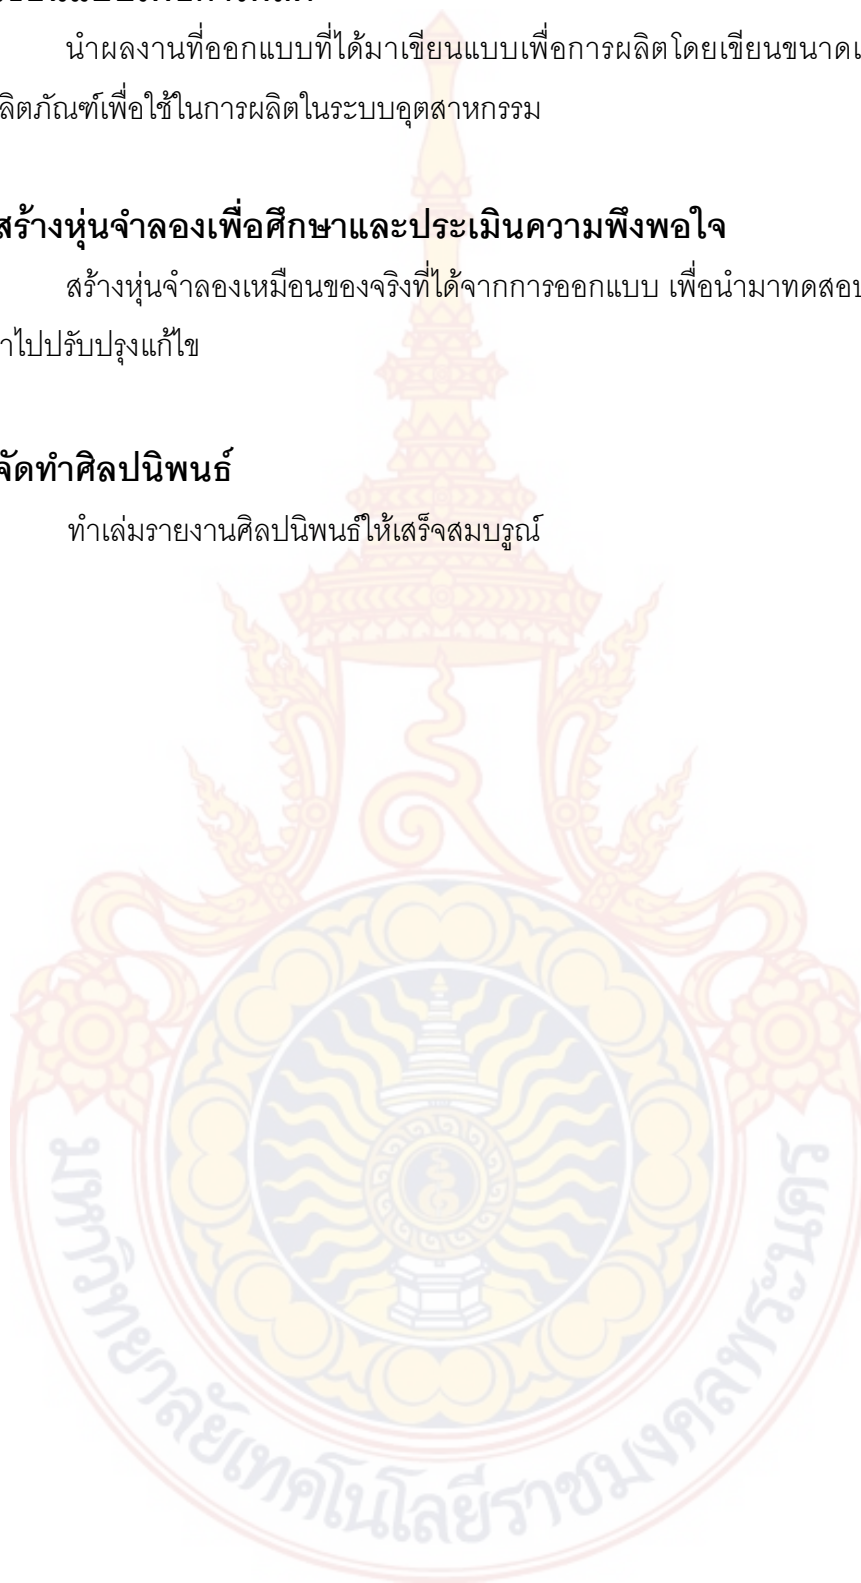 นำผลงานที่ออกแบบที่ได้มาเขียนแบบเพื่อการผลิตโดยเขียนขนาด
ลิตภัณฑ์เพื่อใช้ในการผลิตในระบบอุตสาหกรรม
สร้างหุ่นจำลองเพื่อศึกษาและประเมินความพึงพอใจ
สร้างหุ่นจำลองเหมือนของจริงที่ได้จากการออกแบบ เพื่อนำมาทดสอบ
าไปปรับปรุงแก้ไข
จัดทำศิลปนิพนธ์
ทำเล่มรายงานศิลปนิพนธ์ให้เสร็จสมบรูณ์
มหาวิทยาลัยเทคโนโลยีราชมงคลพระนคร